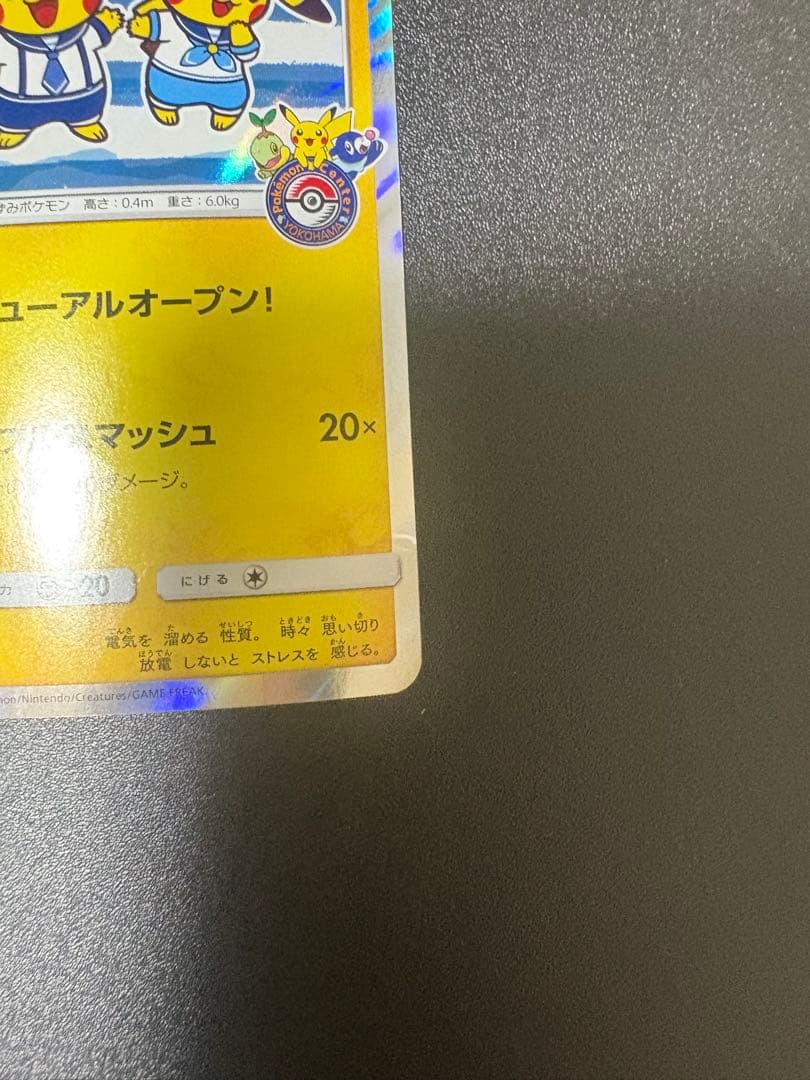 Pokémon Center
YOKOHAMA
ずみポケモン 高さ:0.4m 重さ:6.0kg
ューアルオープン!
スマッシュ 20×
メージ。
力 -20 にげる
電気を 溜める 性質。 時々 思い切り
放電 しないと ストレスを 感じる。
mon/Nintendo/Creatures/GAME FREAK.